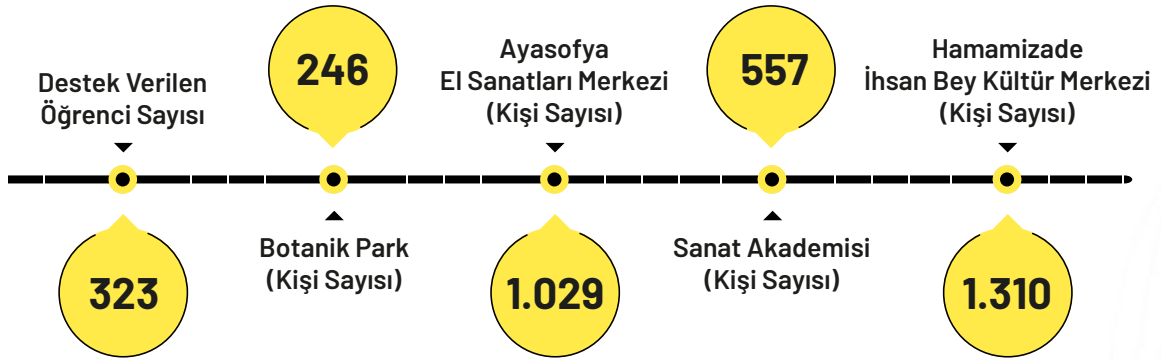 Destek Verilen
Öğrenci Sayısı
323
246
Botanik Park
(Kişi Sayısı)
Ayasofya
El Sanatları Merkezi
(Kişi Sayısı)
1.029
557
Sanat Akademisi
(Kişi Sayısı)
Hamamizade
İhsan Bey Kültür Merkezi
(Kişi Sayısı)
1.310